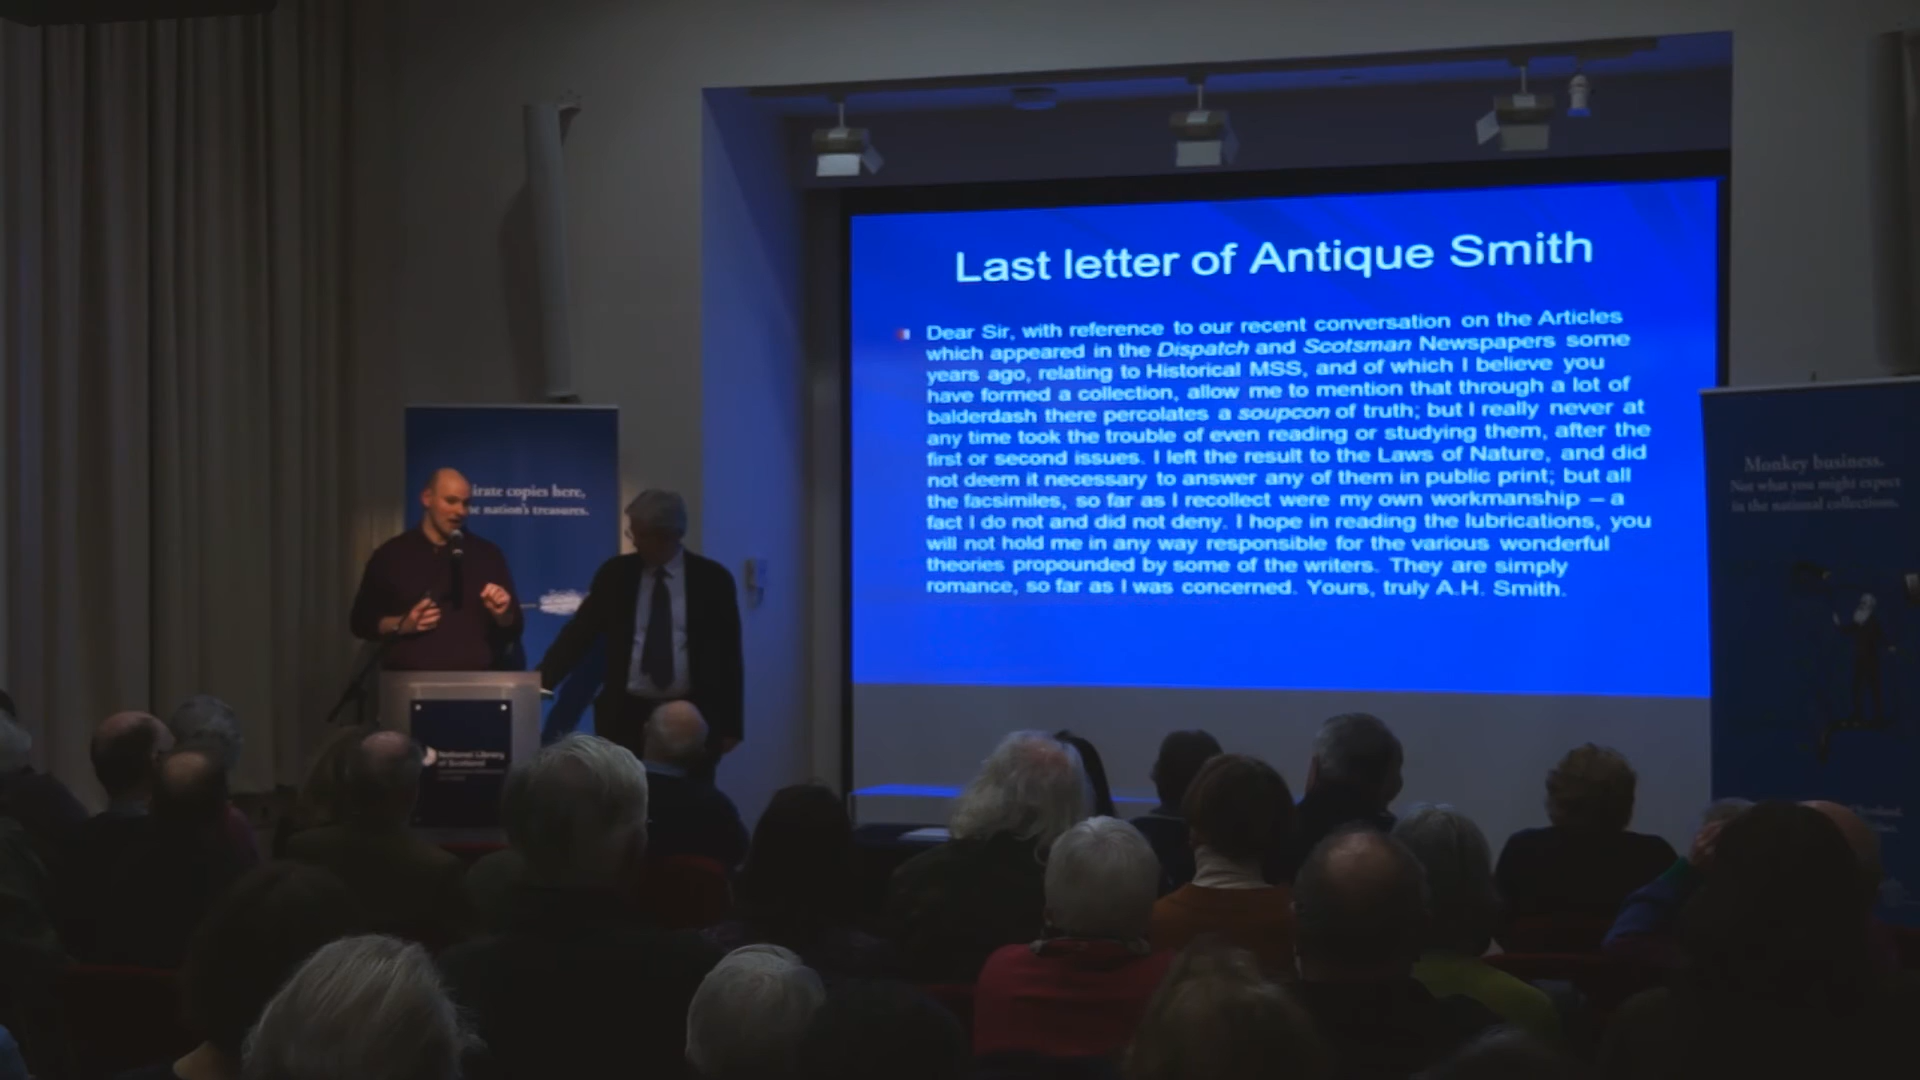 Last letter of Antique Smith
Dear Sir, with reference to our recent conversation on the Articles
which appeared in the Dispatch and Scotsman Newspapers some
years ago, relating to Historical MSS, and of which I believe you
have formed a collection, allow me to mention that through a lot of
balderdash there percolates a soupcon of truth; but I really never at
any time took the trouble of even reading or studying them, after the
first or second issues. I left the result to the Laws of Nature, and did
not deem it necessary to answer any of them in public print; but all
the facsimiles, so far as I recollect were my own workmanship – a
fact I do not and did not deny. I hope in reading the lubrications, you
will not hold me in any way responsible for the various wonderful
theories propounded by some of the writers. They are simply
romance, so far as I was concerned. Yours, truly A.H. Smith.
irate copies here,
nation's treasures.
National Library
of Scotland
Monkey business.
Not what you might expect
in the national collections.